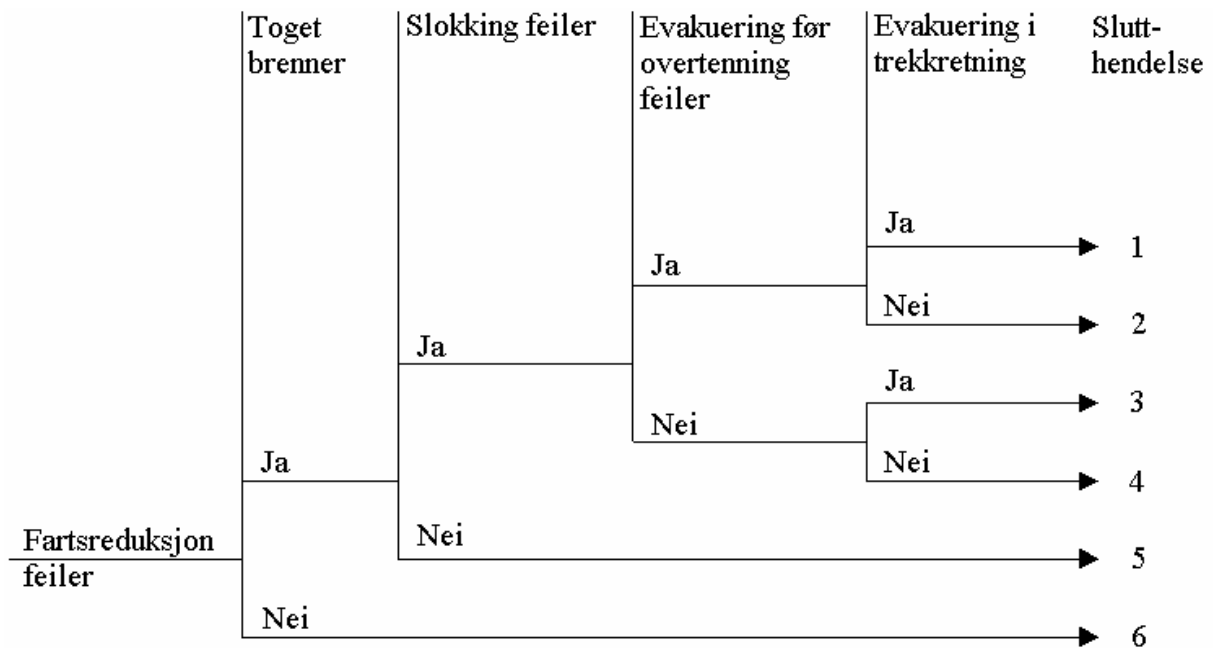 Toget
brenner
Slokking feiler
Evakuering før
overtenning
feiler
Evakuering i
trekkretning
Slutt-
hendelse
Ja
1
Ja
Nei
2
Ja
Ja
3
Nei
Nei
4
Ja
Fartsreduksjon
feiler
Nei
5
Nei
6